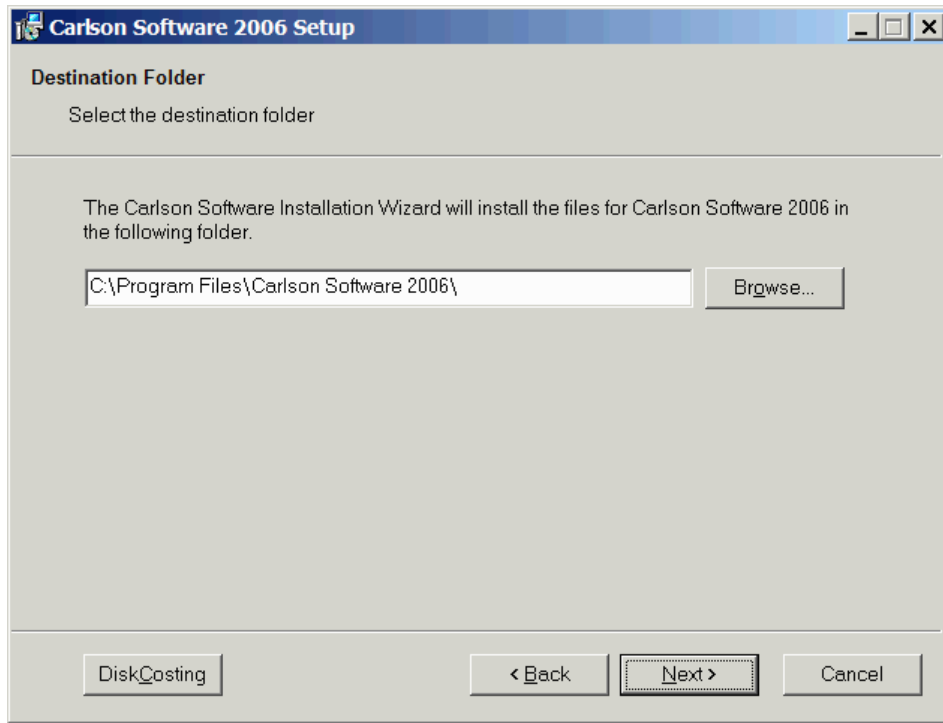 Carlson Software 2006 Setup
Destination Folder
Select the destination folder
The Carlson Software Installation Wizard will install the files for Carlson Software 2006 in
the following folder.
C:\Program Files\Carlson Software 2006\
Browse...
DiskCosting
< Back
Next >
Cancel